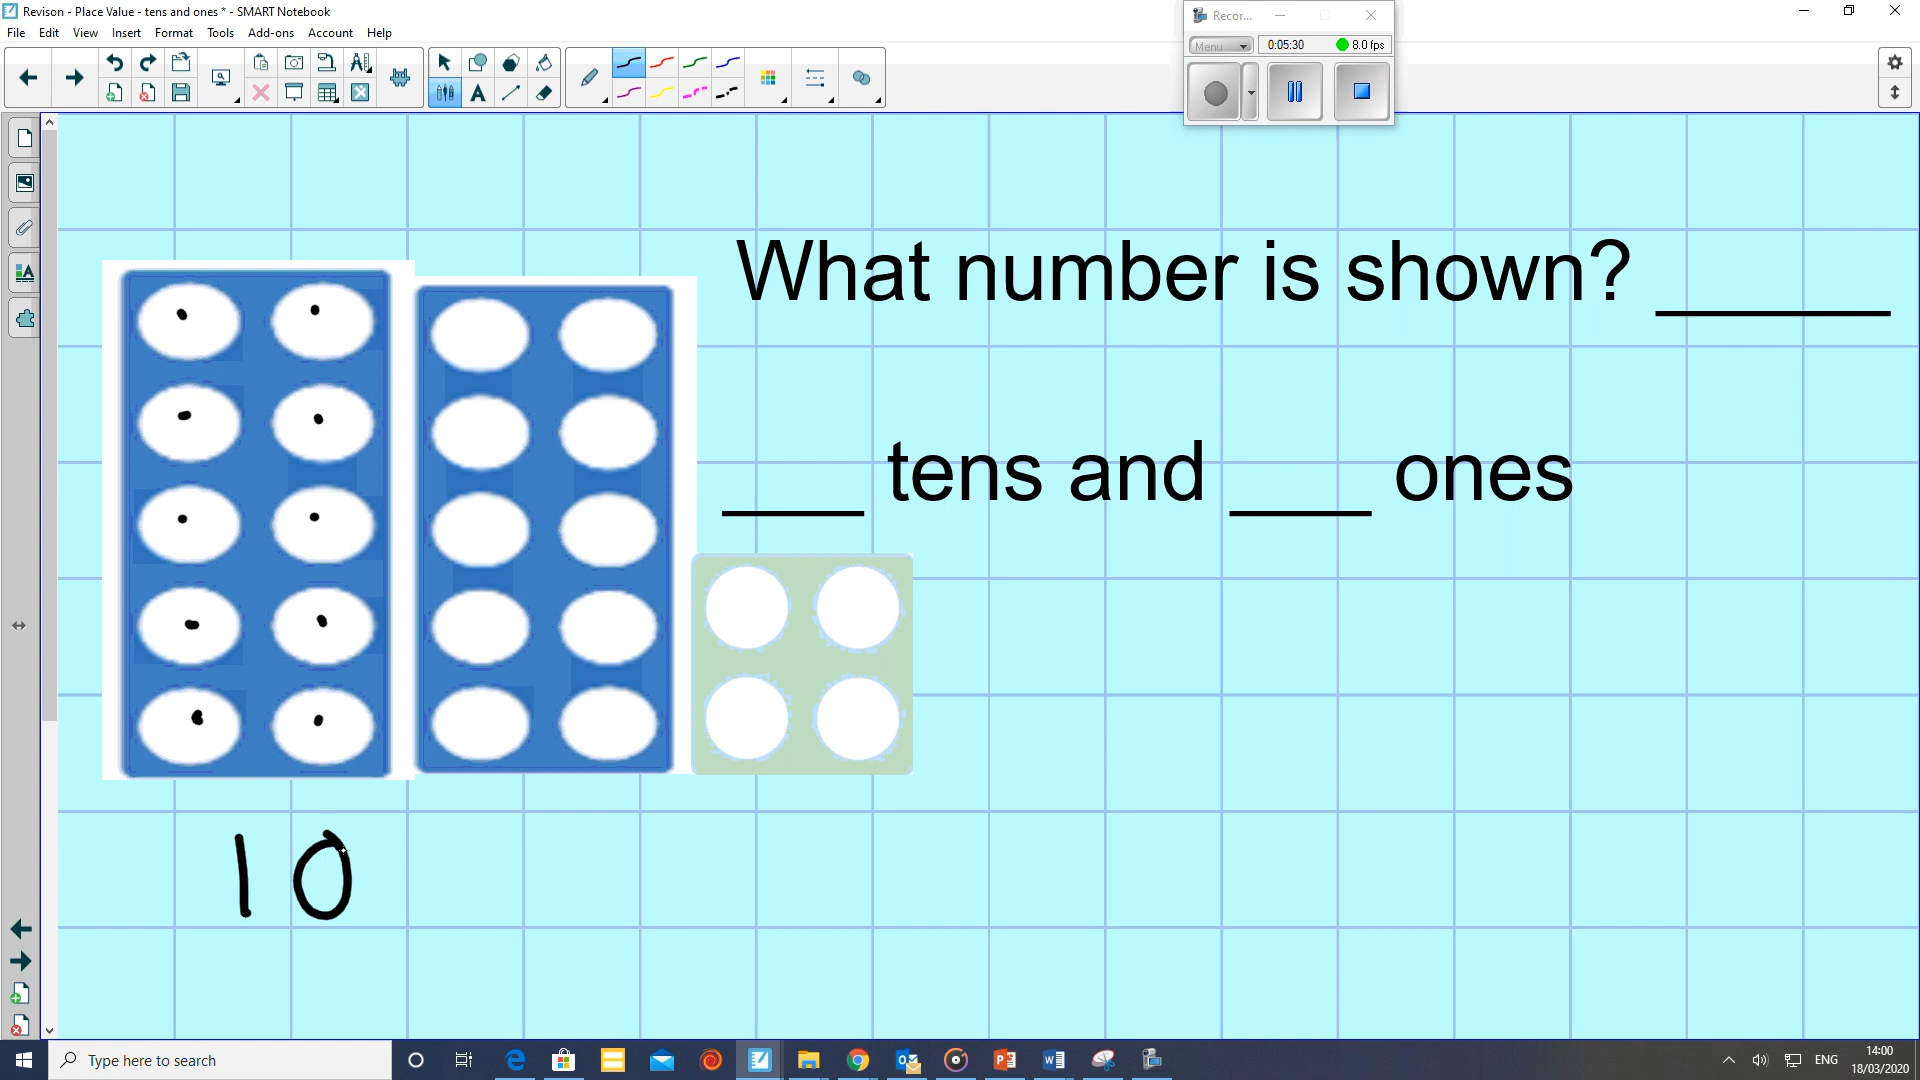 Revison - Place Value - tens and ones * - SMART Notebook
Recor...
File Edit View Insert Format Tools Add-ons Account Help
Menu 0:05:30 8.0 fps
What number is shown? ______
____ tens and ____ ones
10
Type here to search
ENG
14:00
18/03/2020